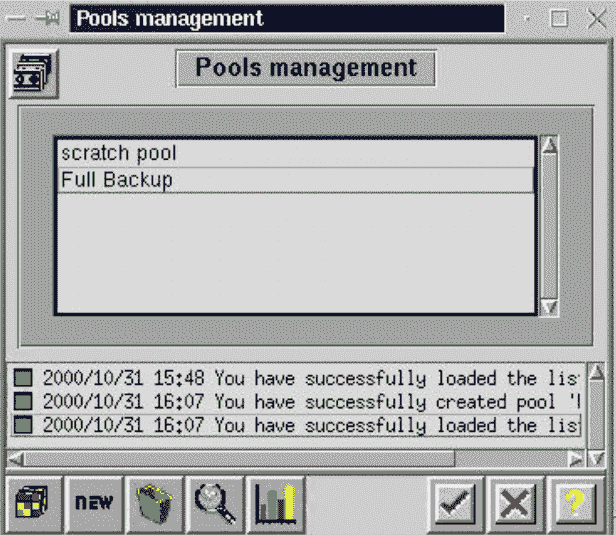 Pools management
Pools management
scratch pool
Full Backup
2000/10/31 15:48 You have successfully loaded the lis
2000/10/31 16:07 You have successfully created pool '
2000/10/31 16:07 You have successfully loaded the lis
NEW
?